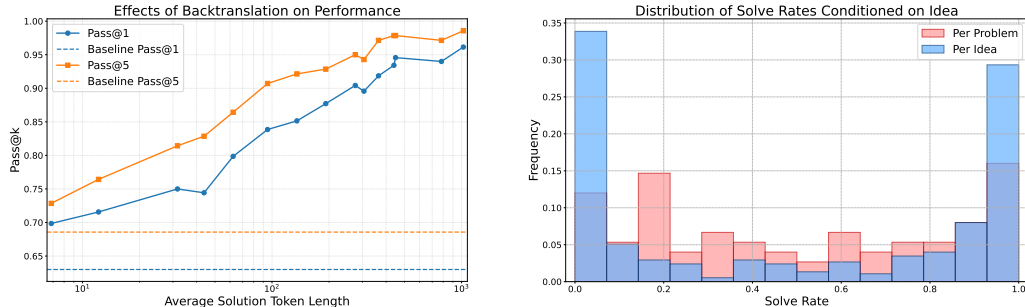 Effects of Backtranslation on Performance
Pass@1
Baseline Pass@1
Pass@5
Baseline Pass@5
Pass@k
1.00
0.95
0.90
0.85
0.80
0.75
0.70
0.65
10¹
10²
10³
Average Solution Token Length
Distribution of Solve Rates Conditioned on Idea
Per Problem
Per Idea
Frequency
0.35
0.30
0.25
0.20
0.15
0.10
0.05
0.00
0.0
0.2
0.4
0.6
0.8
1.0
Solve Rate